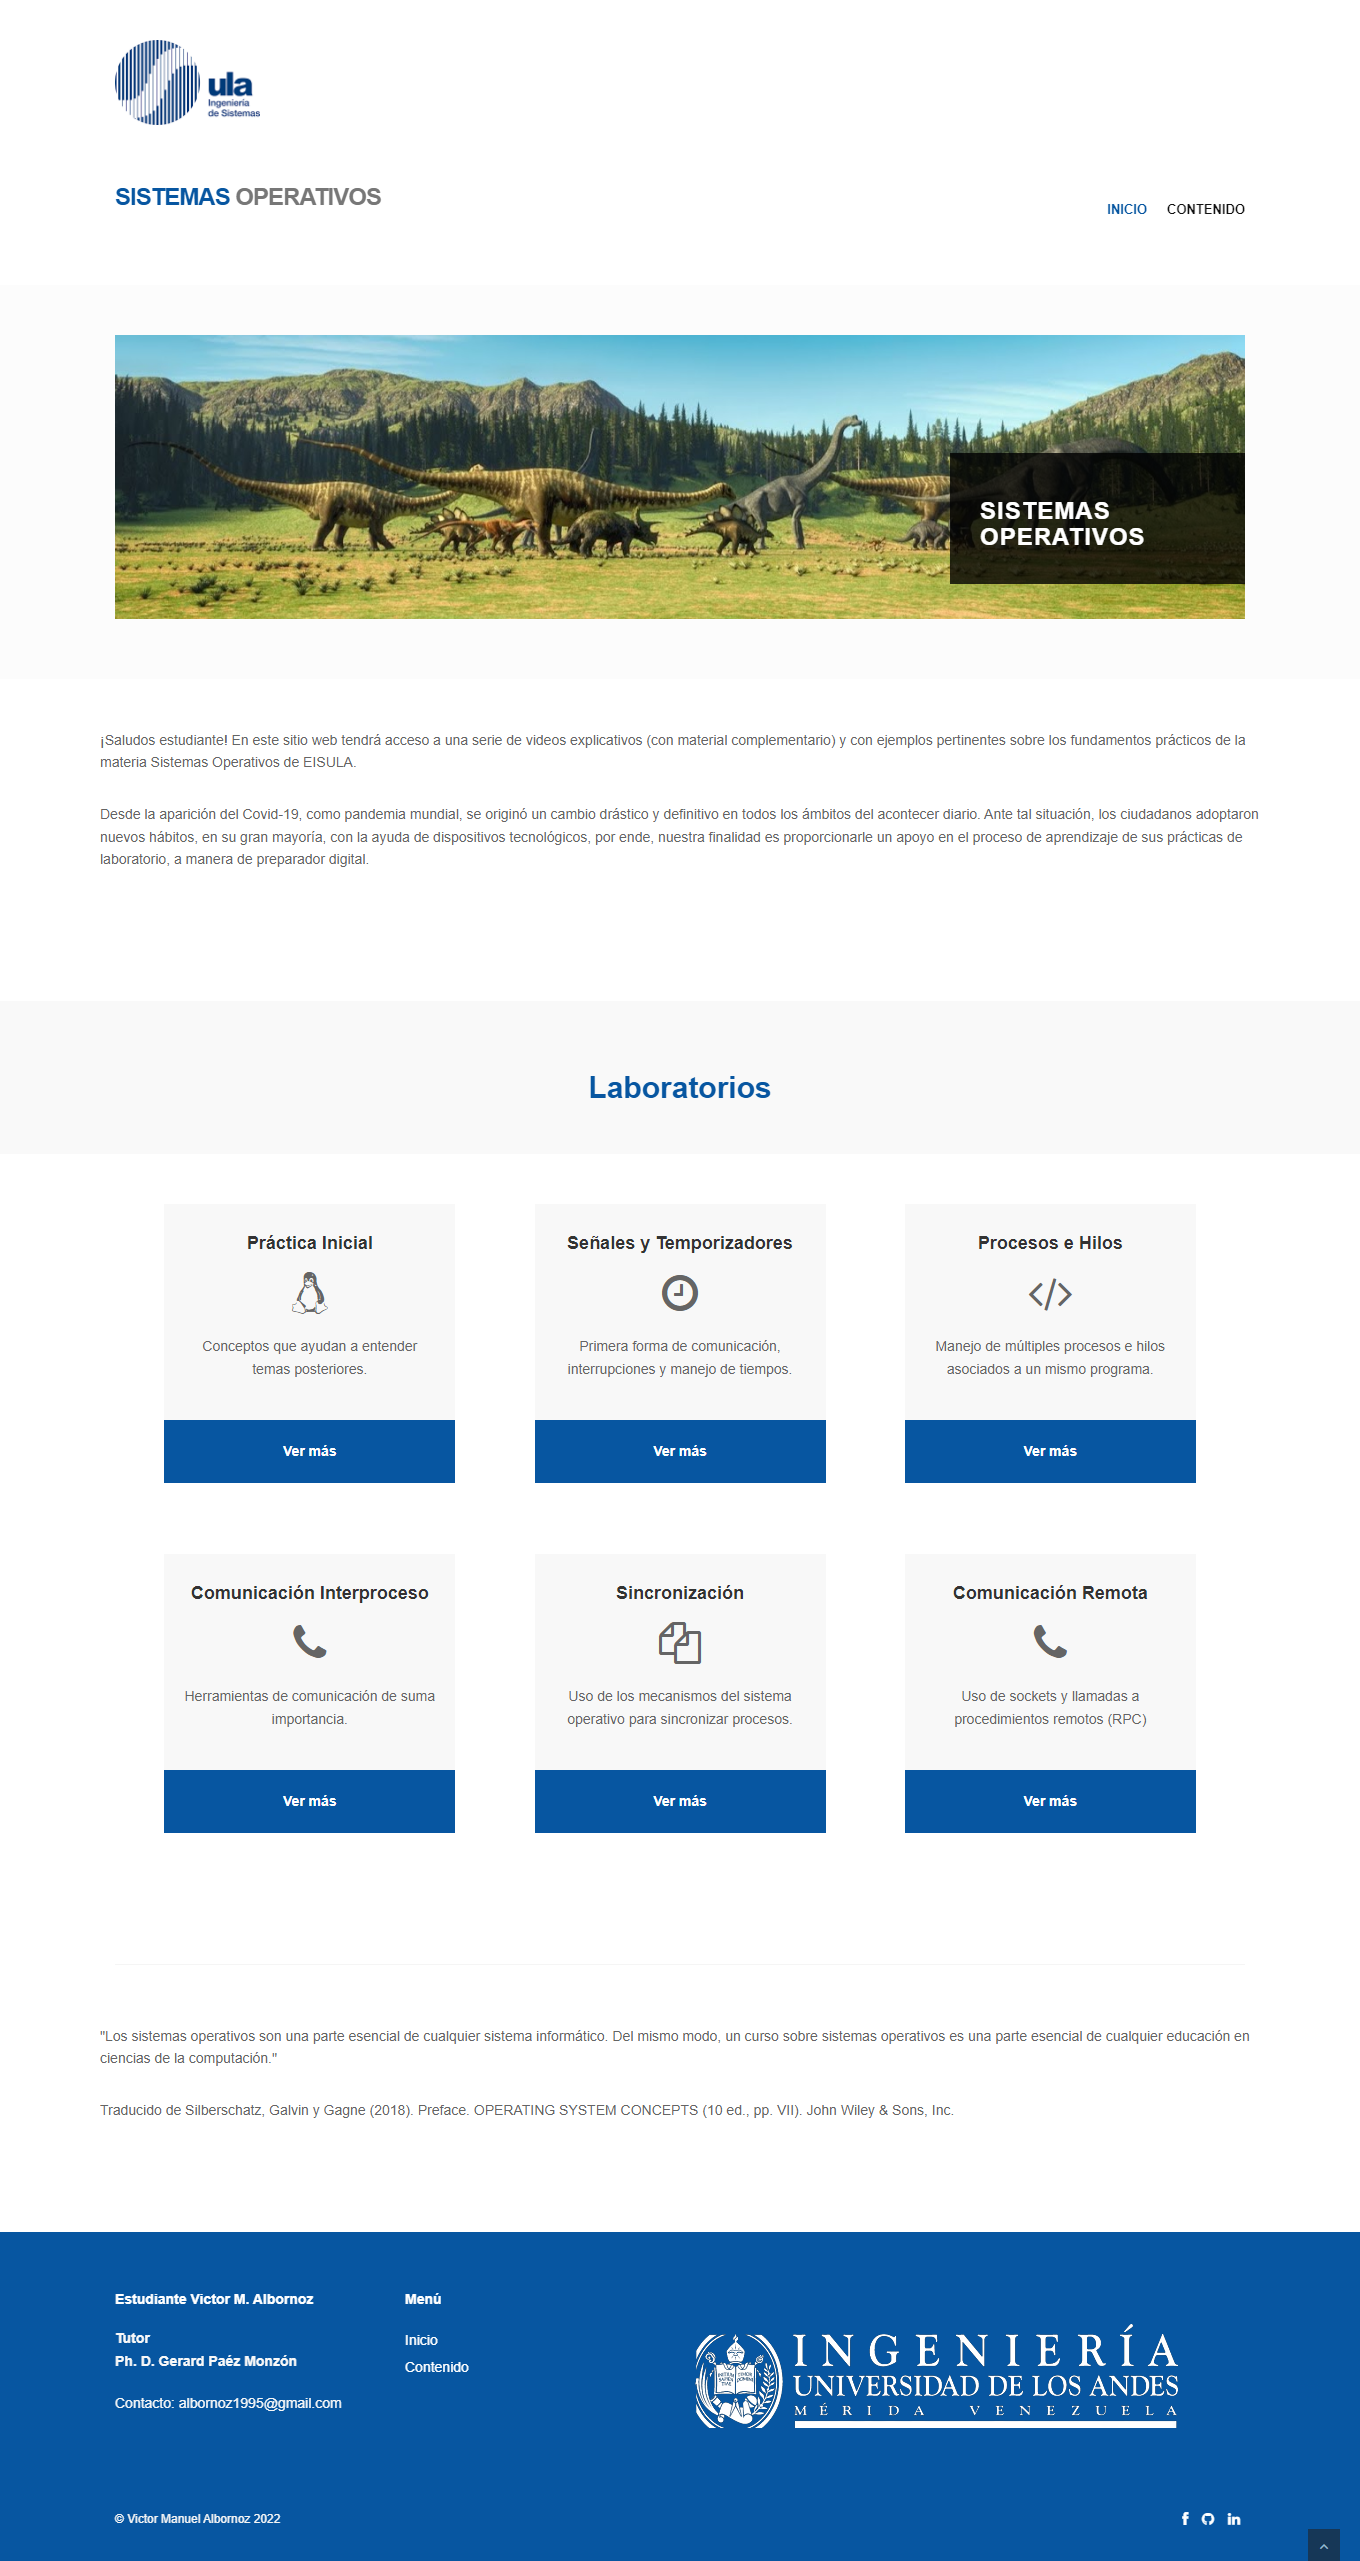 ula
Ingeniería
de Sistemas
SISTEMAS OPERATIVOS
INICIO CONTENIDO
SISTEMAS
OPERATIVOS
¡Saludos estudiante! En este sitio web tendrá acceso a una serie de videos explicativos (con material complementario) y con ejemplos pertinentes sobre los fundamentos prácticos de la
materia Sistemas Operativos de EISULA.
Desde la aparición del Covid-19, como pandemia mundial, se originó un cambio drástico y definitivo en todos los ámbitos del acontecer diario. Ante tal situación, los ciudadanos adoptaron
nuevos hábitos, en su gran mayoría, con la ayuda de dispositivos tecnológicos, por ende, nuestra finalidad es proporcionarle un apoyo en el proceso de aprendizaje de sus prácticas de
laboratorio, a manera de preparador digital.
Laboratorios
Práctica Inicial
Conceptos que ayudan a entender
temas posteriores.
Ver más
Señales y Temporizadores
Primera forma de comunicación,
interrupciones y manejo de tiempos.
Ver más
Procesos e Hilos
Manejo de múltiples procesos e hilos
asociados a un mismo programa.
Ver más
Comunicación Interproceso
Herramientas de comunicación de suma
importancia.
Ver más
Sincronización
Uso de los mecanismos del sistema
operativo para sincronizar procesos.
Ver más
Comunicación Remota
Uso de sockets y llamadas a
procedimientos remotos (RPC)
Ver más
"Los sistemas operativos son una parte esencial de cualquier sistema informático. Del mismo modo, un curso sobre sistemas operativos es una parte esencial de cualquier educación en
ciencias de la computación."
Traducido de Silberschatz, Galvin y Gagne (2018). Preface. OPERATING SYSTEM CONCEPTS (10 ed., pp. VII). John Wiley & Sons, Inc.
Estudiante Victor M. Albornoz
Tutor
Ph. D. Gerard Paéz Monzón
Contacto: albornoz1995@gmail.com
Menú
Inicio
Contenido
INGENIERÍA
UNIVERSIDAD DE LOS ANDES
MÉRIDA VENEZUELA
© Victor Manuel Albornoz 2022